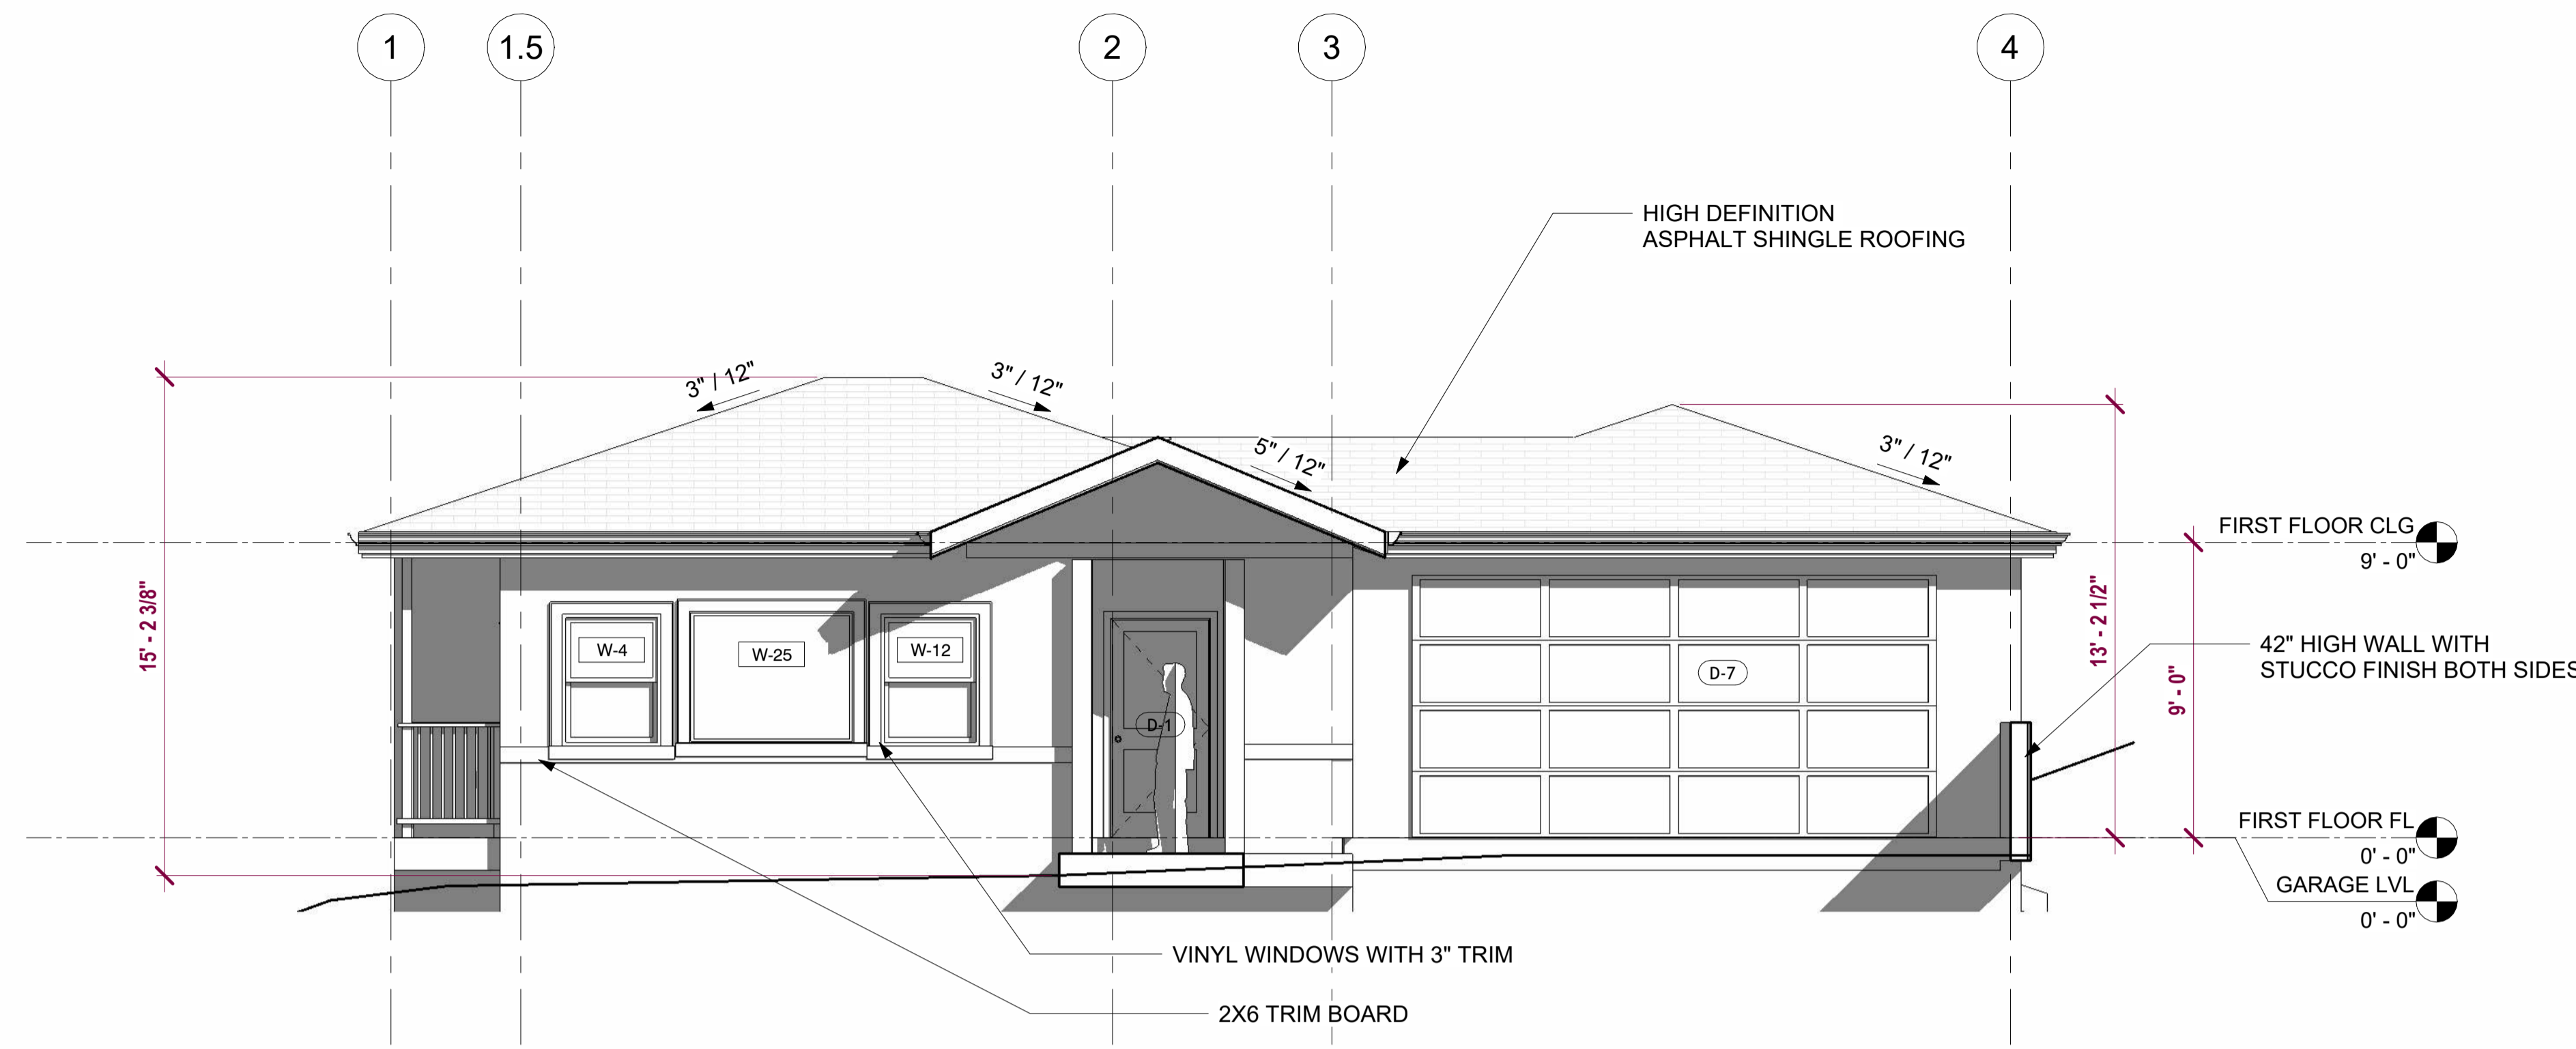 1
1.5
2
3
4
HIGH DEFINITION
ASPHALT SHINGLE ROOFING
3" / 12"
3" / 12"
5" / 12"
3" / 12"
FIRST FLOOR CLG
9' - 0"
15' - 2 3/8"
13' - 2 1/2"
9' - 0"
42" HIGH WALL WITH
STUCCO FINISH BOTH SIDES
W-4
W-25
W-12
D-7
D-1
FIRST FLOOR FL
0' - 0"
GARAGE LVL
0' - 0"
VINYL WINDOWS WITH 3" TRIM
2X6 TRIM BOARD